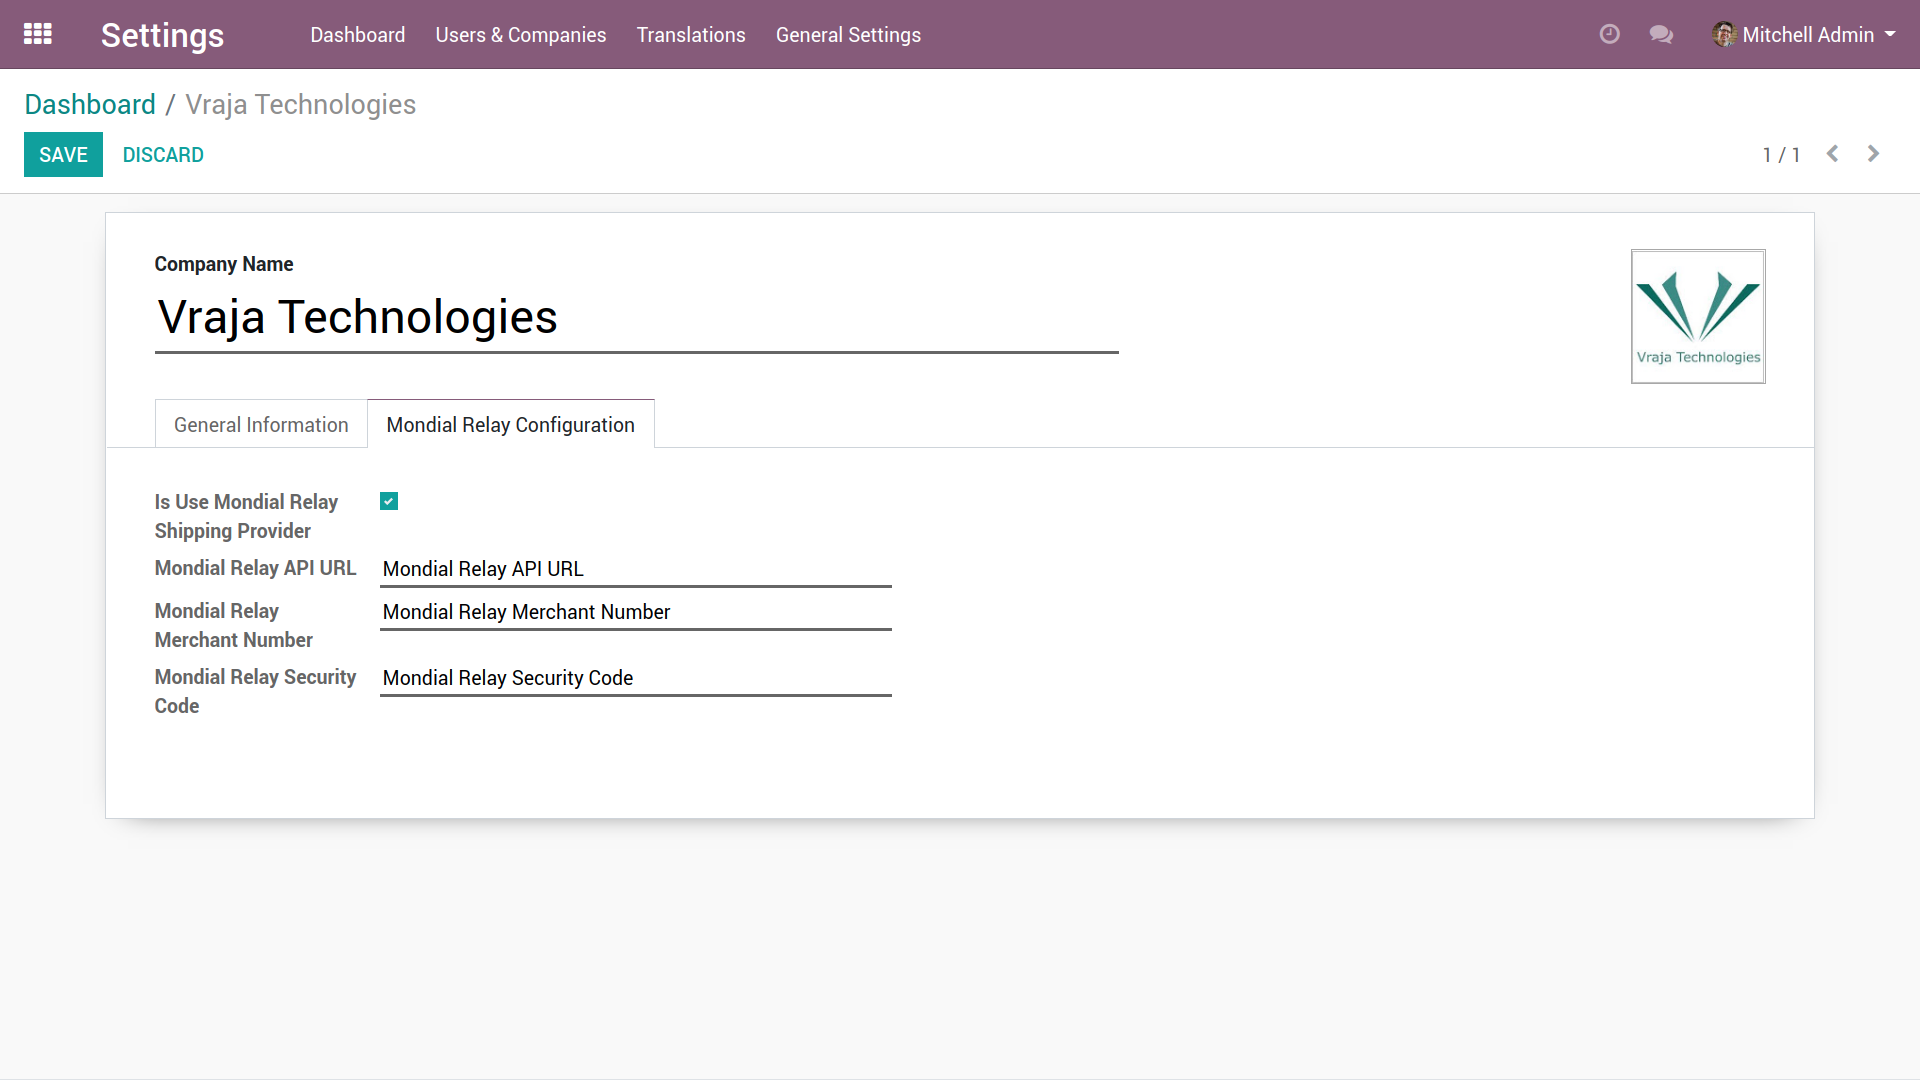 Settings
Dashboard
Users & Companies
Translations
General Settings
Mitchell Admin
Dashboard / Vraja Technologies
SAVE
DISCARD
1 / 1
Company Name
Vraja Technologies
Vraja Technologies
General Information
Mondial Relay Configuration
Is Use Mondial Relay
Shipping Provider
Mondial Relay API URL
Mondial Relay API URL
Mondial Relay
Merchant Number
Mondial Relay Merchant Number
Mondial Relay Security
Code
Mondial Relay Security Code